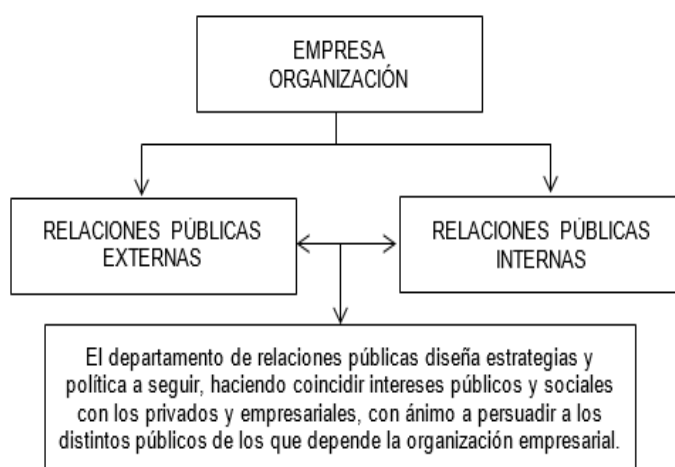 EMPRESA
ORGANIZACIÓN
RELACIONES PÚBLICAS
EXTERNAS
RELACIONES PÚBLICAS
INTERNAS
El departamento de relaciones públicas diseña estrategias y
política a seguir, haciendo coincidir intereses públicos y sociales
con los privados y empresariales, con ánimo a persuadir a los
distintos públicos de los que depende la organización empresarial.